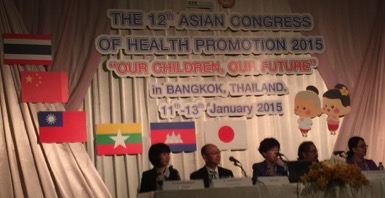 THE 12th ASIAN CONGRESS
OF HEALTH PROMOTION 2015
"OUR CHILDREN, OUR FUTURE"
in BANGKOK, THAILAND.
11th-13th January 2015